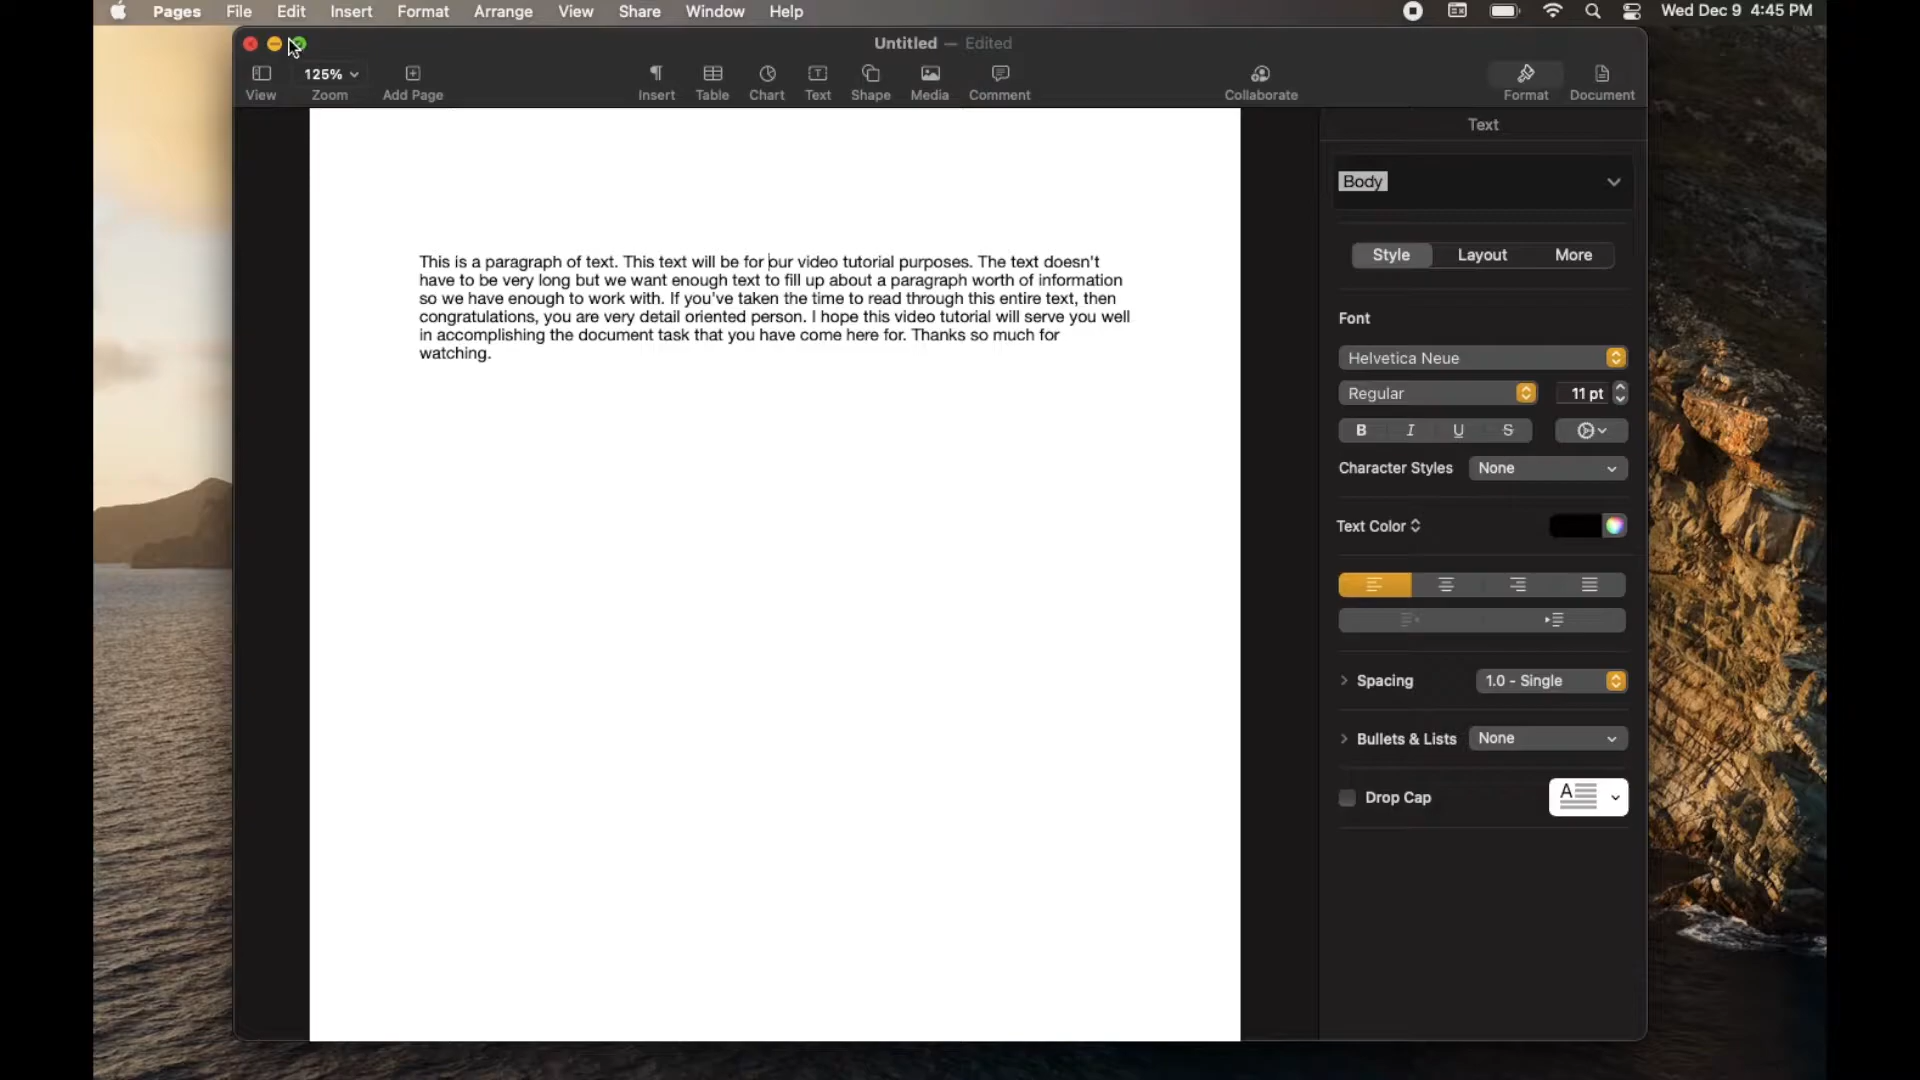 Pages File Edit Insert Format Arrange View Share Window Help Wed Dec 9 4:45 PM
Untitled — Edited
125%
View Zoom Add Page Insert Table Chart Text Shape Media Comment Collaborate Format Document
Text
Body
Style Layout More
This is a paragraph of text. This text will be for our video tutorial purposes. The text doesn't
have to be very long but we want enough text to fill up about a paragraph worth of information
so we have enough to work with. If you've taken the time to read through this entire text, then
congratulations, you are very detail oriented person. I hope this video tutorial will serve you well
in accomplishing the document task that you have come here for. Thanks so much for
watching.
Font
Helvetica Neue
Regular 11 pt
B I U S
Character Styles None
Text Color
Spacing 1.0 - Single
Bullets & Lists None
Drop Cap A